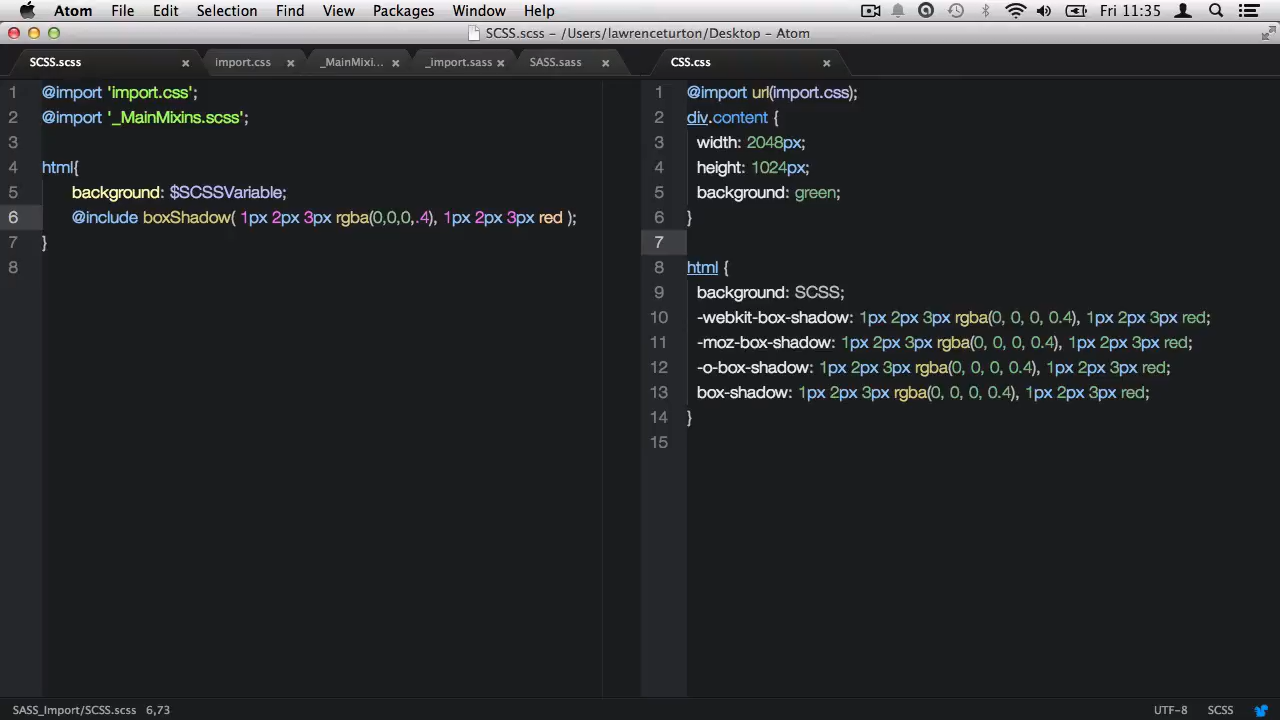 Atom File Edit Selection Find View Packages Window Help Fri 11:35
SCSS.scss – /Users/lawrenceturton/Desktop – Atom
SCSS.scss import.css _MainMixi... _import.sass SASS.sass CSS.css
1 @import 'import.css';
2 @import '_MainMixins.scss';
3
4 html{
5 background: $SCSSVariable;
6 @include boxShadow( 1px 2px 3px rgba(0,0,0,.4), 1px 2px 3px red );
7 }
8
1 @import url(import.css);
2 div.content {
3 width: 2048px;
4 height: 1024px;
5 background: green;
6 }
7
8 html {
9 background: SCSS;
10 -webkit-box-shadow: 1px 2px 3px rgba(0, 0, 0, 0.4), 1px 2px 3px red;
11 -moz-box-shadow: 1px 2px 3px rgba(0, 0, 0, 0.4), 1px 2px 3px red;
12 -o-box-shadow: 1px 2px 3px rgba(0, 0, 0, 0.4), 1px 2px 3px red;
13 box-shadow: 1px 2px 3px rgba(0, 0, 0, 0.4), 1px 2px 3px red;
14 }
15
SASS_Import/SCSS.scss 6,73 UTF-8 SCSS